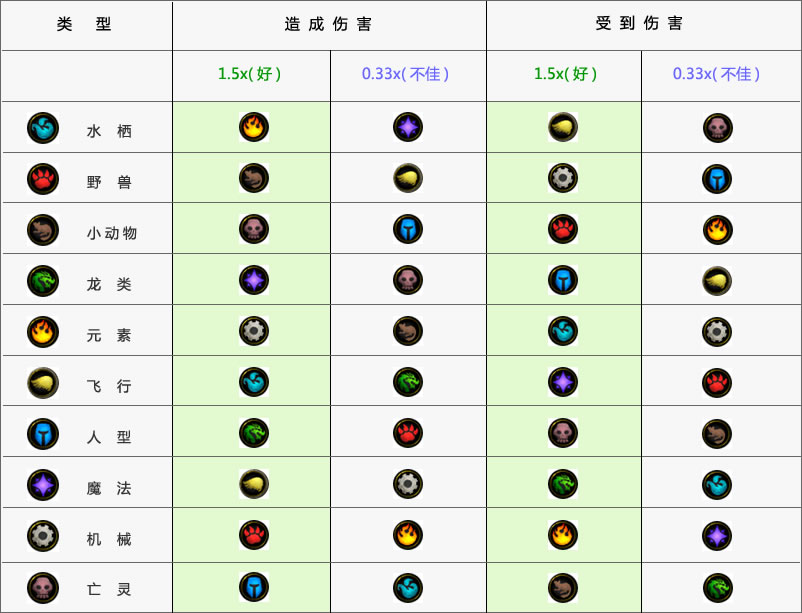 类 型 造 成 伤 害 受 到 伤 害
1.5x( 好 ) 0.33x( 不佳 ) 1.5x( 好 ) 0.33x( 不佳 )
水 栖
野 兽
小 动 物
龙 类
元 素
飞 行
人 型
魔 法
机 械
亡 灵